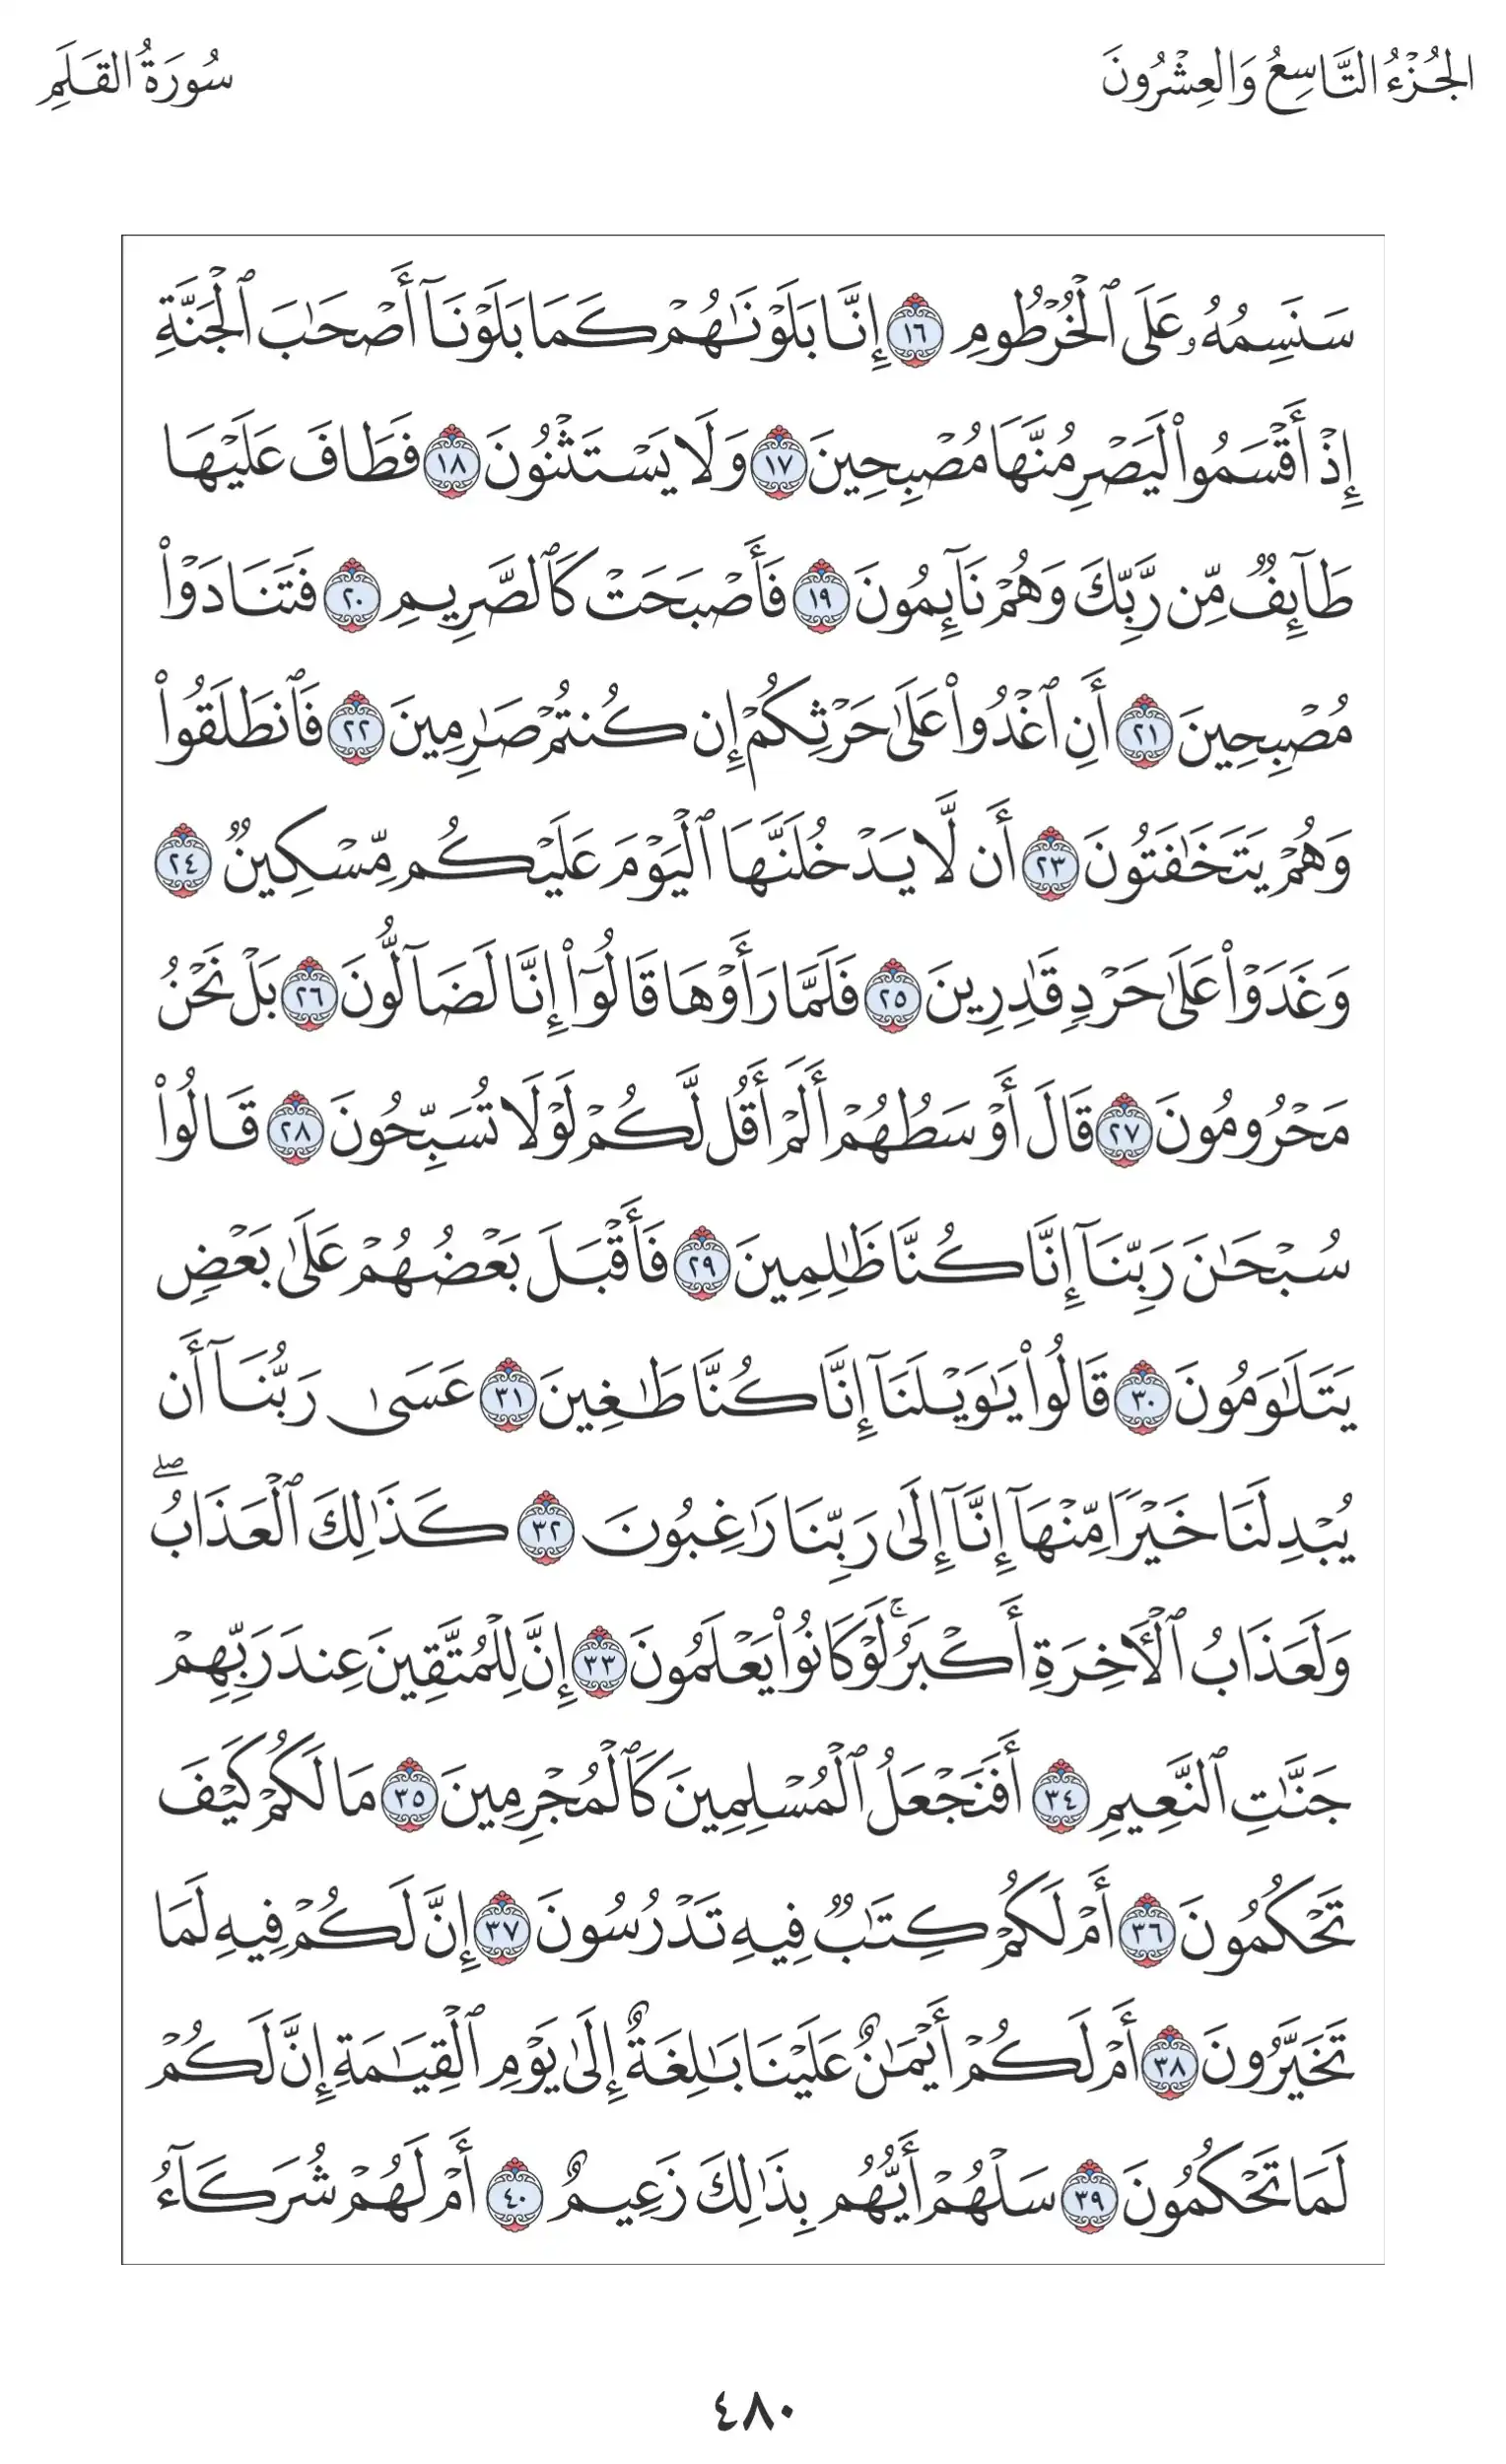 الجُزْءُ التَّاسِعُ وَالعِشْرُونَ
سُورَةُ القَلَمِ
سَنَسِمُهُۥ عَلَى ٱلْخُرْطُومِ ١٦ إِنَّا بَلَوْنَٰهُمْ كَمَا بَلَوْنَآ أَصْحَٰبَ ٱلْجَنَّةِ
إِذْ أَقْسَمُوا۟ لَيَصْرِمُنَّهَا مُصْبِحِينَ ١٧ وَلَا يَسْتَثْنُونَ ١٨ فَطَافَ عَلَيْهَا
طَآئِفٌ مِّن رَّبِّكَ وَهُمْ نَآئِمُونَ ١٩ فَأَصْبَحَتْ كَٱلصَّرِيمِ ٢٠ فَتَنَادَوْا۟
مُصْبِحِينَ ٢١ أَنِ ٱغْدُوا۟ عَلَىٰ حَرْثِكُمْ إِن كُنتُمْ صَٰرِمِينَ ٢٢ فَٱنطَلَقُوا۟
وَهُمْ يَتَخَٰفَتُونَ ٢٣ أَن لَّا يَدْخُلَنَّهَا ٱلْيَوْمَ عَلَيْكُم مِّسْكِينٌ ٢٤
وَغَدَوْا۟ عَلَىٰ حَرْدٍ قَٰدِرِينَ ٢٥ فَلَمَّا رَأَوْهَا قَالُوٓا۟ إِنَّا لَضَآلُّونَ ٢٦ بَلْ نَحْنُ
مَحْرُومُونَ ٢٧ قَالَ أَوْسَطُهُمْ أَلَمْ أَقُل لَّكُمْ لَوْلَا تُسَبِّحُونَ ٢٨ قَالُوا۟
سُبْحَٰنَ رَبِّنَآ إِنَّا كُنَّا ظَٰلِمِينَ ٢٩ فَأَقْبَلَ بَعْضُهُمْ عَلَىٰ بَعْضٍ
يَتَلَٰوَمُونَ ٣٠ قَالُوا۟ يَٰوَيْلَنَآ إِنَّا كُنَّا طَٰغِينَ ٣١ عَسَىٰ رَبُّنَآ أَن
يُبْدِلَنَا خَيْرًا مِّنْهَآ إِنَّآ إِلَىٰ رَبِّنَا رَٰغِبُونَ ٣٢ كَذَٰلِكَ ٱلْعَذَابُ ۖ
وَلَعَذَابُ ٱلْءَاخِرَةِ أَكْبَرُ ۚ لَوْ كَانُوا۟ يَعْلَمُونَ ٣٣ إِنَّ لِلْمُتَّقِينَ عِندَ رَبِّهِمْ
جَنَّٰتِ ٱلنَّعِيمِ ٣٤ أَفَنَجْعَلُ ٱلْمُسْلِمِينَ كَٱلْمُجْرِمِينَ ٣٥ مَا لَكُمْ كَيْفَ
تَحْكُمُونَ ٣٦ أَمْ لَكُمْ كِتَٰبٌ فِيهِ تَدْرُسُونَ ٣٧ إِنَّ لَكُمْ فِيهِ لَمَا
تَخَيَّرُونَ ٣٨ أَمْ لَكُمْ أَيْمَٰنٌ عَلَيْنَا بَٰلِغَةٌ إِلَىٰ يَوْمِ ٱلْقِيَٰمَةِ إِنَّ لَكُمْ
لَمَا تَحْكُمُونَ ٣٩ سَلْهُمْ أَيُّهُم بِذَٰلِكَ زَعِيمٌ ٤٠ أَمْ لَهُمْ شُرَكَآءُ
٤٨٠